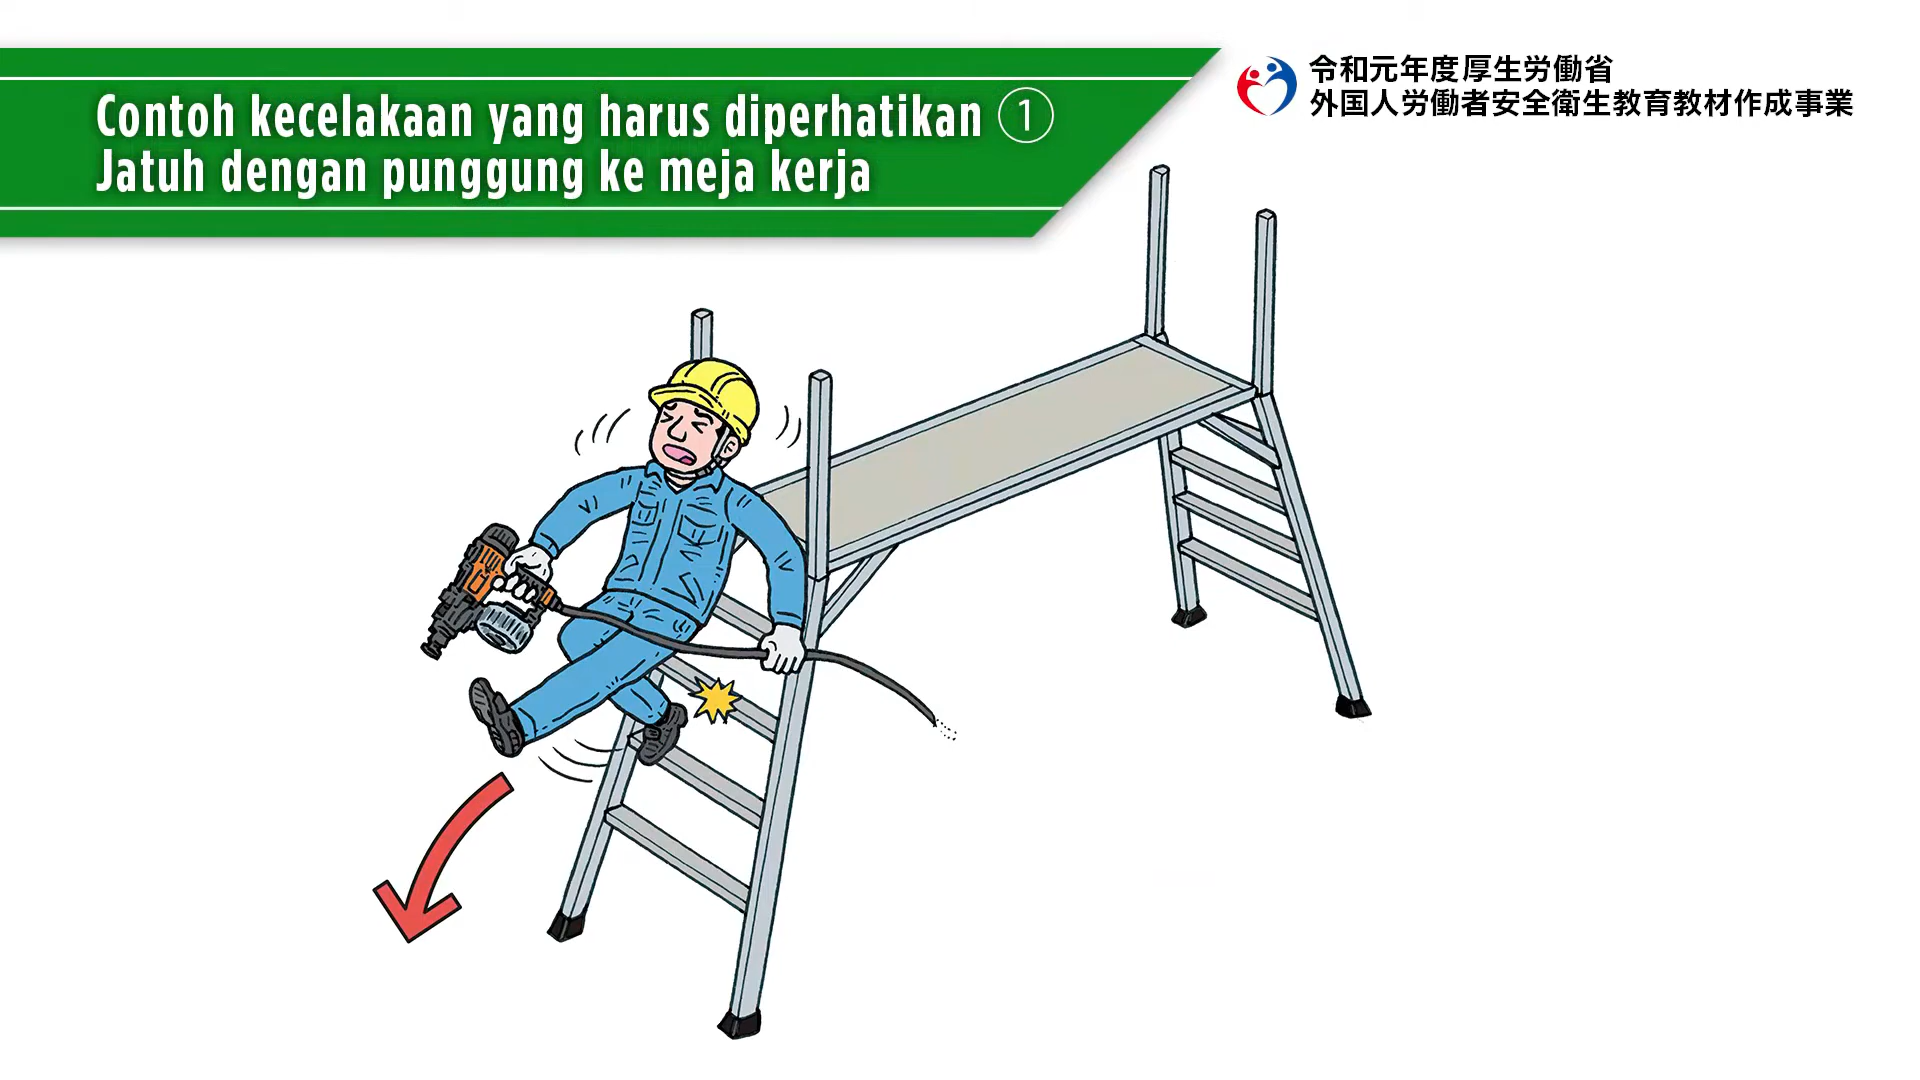 Contoh kecelakaan yang harus diperhatikan ①
Jatuh dengan punggung ke meja kerja
令和元年度厚生労働省
外国人労働者安全衛生教育教材作成事業